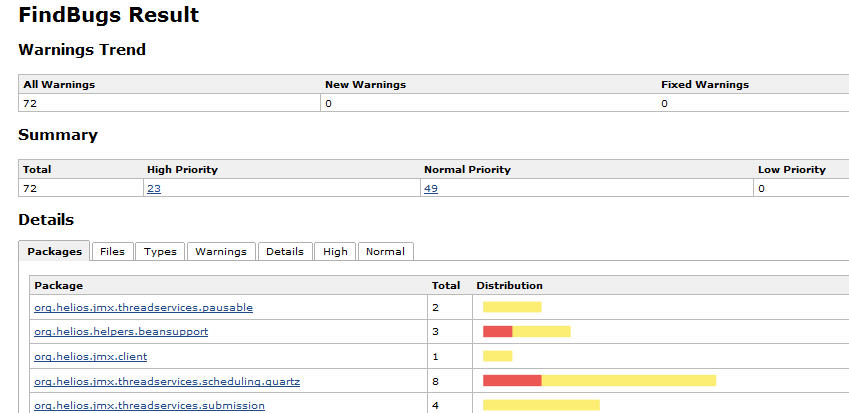 FindBugs Result
Warnings Trend
All Warnings New Warnings Fixed Warnings
72 0 0
Summary
Total High Priority Normal Priority Low Priority
72 23 49 0
Details
Packages Files Types Warnings Details High Normal
Package Total Distribution
org.helios.jmx.threadservices.pausable 2
org.helios.helpers.beansupport 3
org.helios.jmx.client 1
org.helios.jmx.threadservices.scheduling.quartz 8
org.helios.jmx.threadservices.submission 4